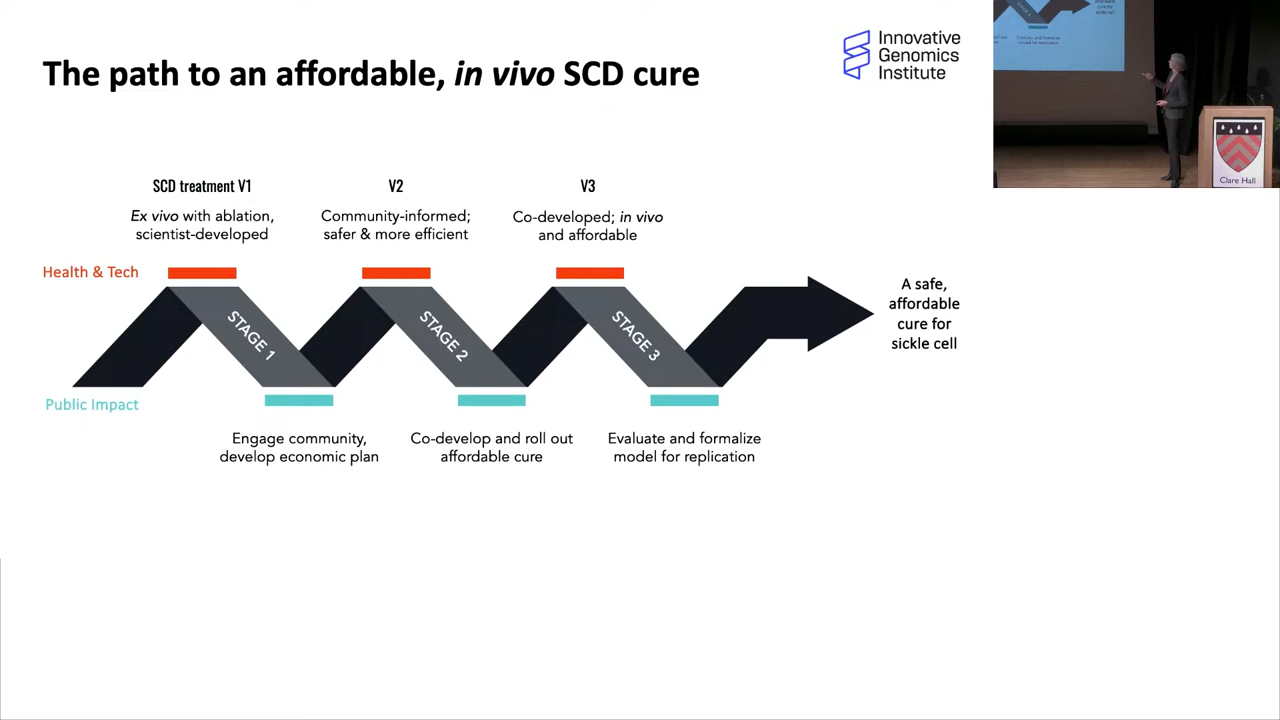 The path to an affordable, in vivo SCD cure
Innovative
Genomics
Institute
SCD treatment V1
Ex vivo with ablation,
scientist-developed
V2
Community-informed;
safer & more efficient
V3
Co-developed; in vivo
and affordable
Health & Tech
STAGE 1
STAGE 2
STAGE 3
A safe,
affordable
cure for
sickle cell
Public Impact
Engage community,
develop economic plan
Co-develop and roll out
affordable cure
Evaluate and formalize
model for replication
Clare Hall